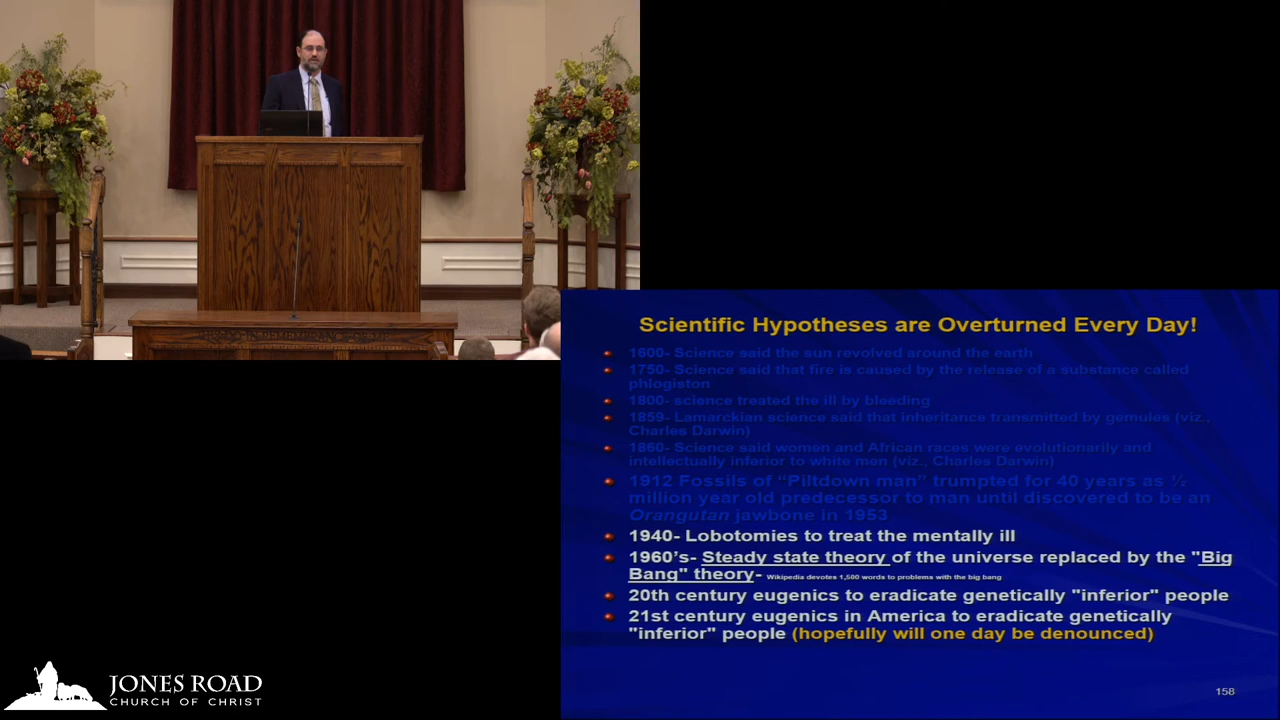 Scientific Hypotheses are Overturned Every Day!
1600- Science said the sun revolved around the earth
1750- Science said that fire is caused by the release of a substance called
phlogiston
1800- science treated the ill by bleeding
1859- Lamarckian science said that inheritance transmitted by gemules (viz.,
Charles Darwin)
1860- Science said women and African races were evolutionarily and
intellectually inferior to white men (viz., Charles Darwin)
1912 Fossils of “Piltdown man” trumpted for 40 years as ½
million year old predecessor to man until discovered to be an
Orangutan jawbone in 1953
1940- Lobotomies to treat the mentally ill
1960’s- Steady state theory of the universe replaced by the "Big
Bang" theory- Wikipedia devotes 1,500 words to problems with the big bang
20th century eugenics to eradicate genetically "inferior" people
21st century eugenics in America to eradicate genetically
"inferior" people (hopefully will one day be denounced)
158
JONES ROAD
CHURCH OF CHRIST